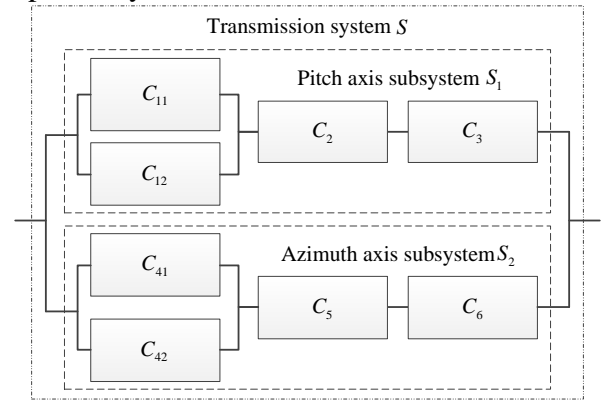 Transmission system S
Pitch axis subsystem S₁
C₁₁
C₁₂
C₂
C₃
Azimuth axis subsystem S₂
C₄₁
C₄₂
C₅
C₆